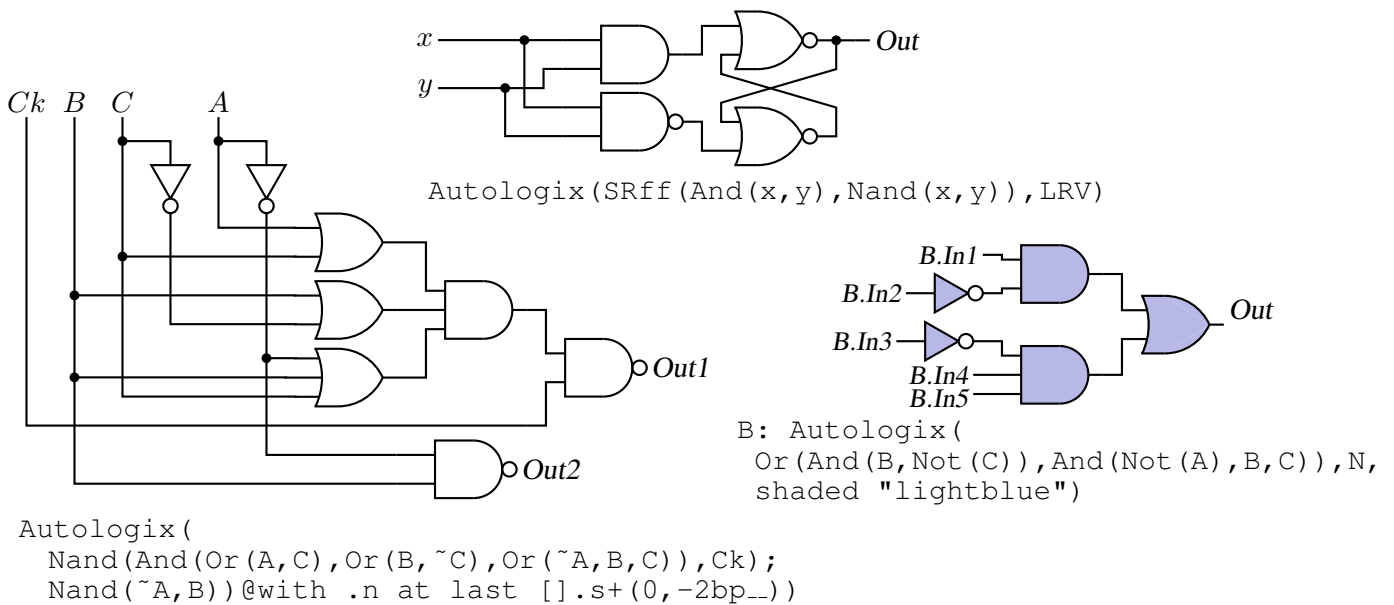 x
y
Out
Autologix(SRff(And(x,y),Nand(x,y)),LRV)
Ck B C A
Out1
Out2
Autologix(
Nand(And(Or(A,C),Or(B,˜C),Or(˜A,B,C)),Ck);
Nand(˜A,B))@with .n at last [].s+(0,-2bp__))
B.In1
B.In2
B.In3
B.In4
B.In5
Out
B: Autologix(
Or(And(B,Not(C)),And(Not(A),B,C)),N,
shaded "lightblue")